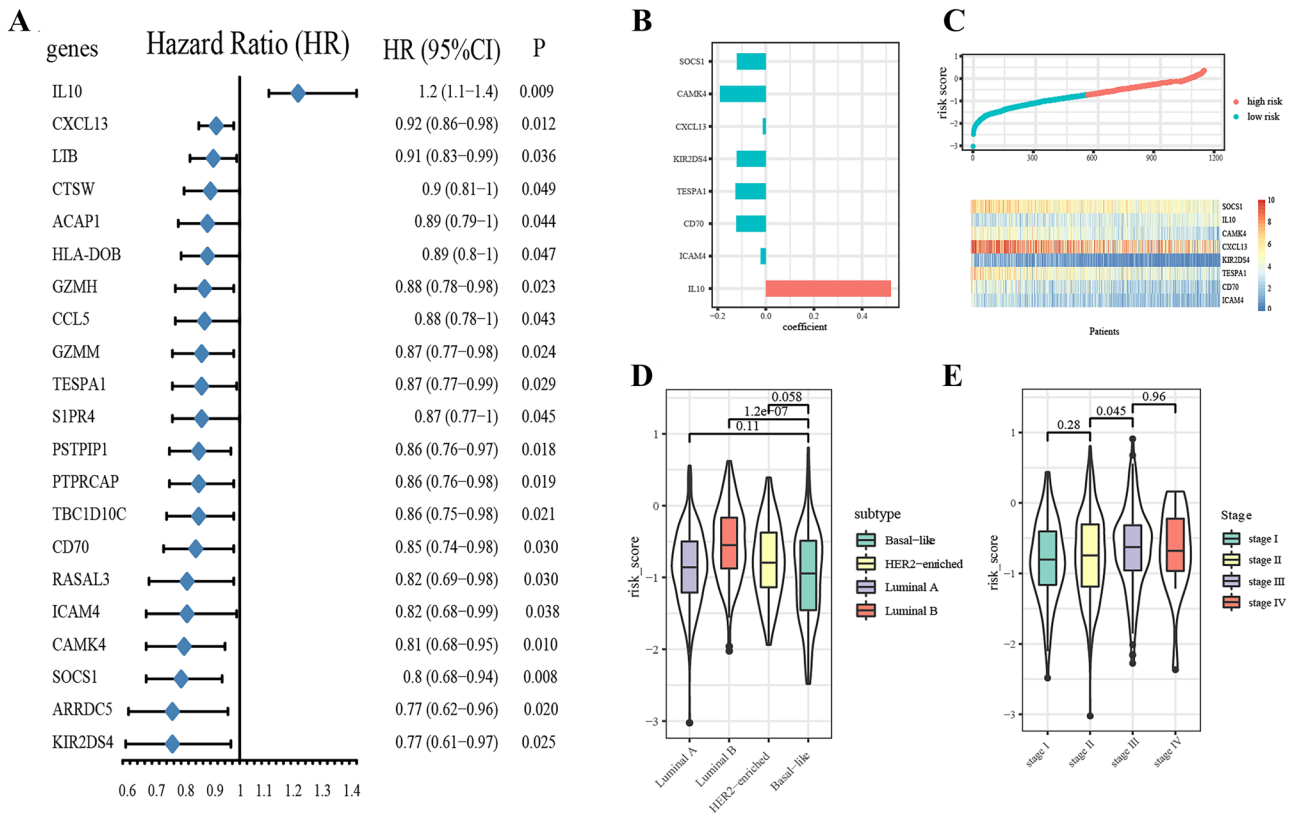 A
genes Hazard Ratio (HR) HR (95%CI) P
IL10 1.2 (1.1−1.4) 0.009
CXCL13 0.92 (0.86−0.98) 0.012
LTB 0.91 (0.83−0.99) 0.036
CTSW 0.9 (0.81−1) 0.049
ACAP1 0.89 (0.79−1) 0.044
HLA-DOB 0.89 (0.8−1) 0.047
GZMH 0.88 (0.78−0.98) 0.023
CCL5 0.88 (0.78−1) 0.043
GZMM 0.87 (0.77−0.98) 0.024
TESPA1 0.87 (0.77−0.99) 0.029
S1PR4 0.87 (0.77−1) 0.045
PSTPIP1 0.86 (0.76−0.97) 0.018
PTPRCAP 0.86 (0.76−0.98) 0.019
TBC1D10C 0.86 (0.75−0.98) 0.021
CD70 0.85 (0.74−0.98) 0.030
RASAL3 0.82 (0.69−0.98) 0.030
ICAM4 0.82 (0.68−0.99) 0.038
CAMK4 0.81 (0.68−0.95) 0.010
SOCS1 0.8 (0.68−0.94) 0.008
ARRDC5 0.77 (0.62−0.96) 0.020
KIR2DS4 0.77 (0.61−0.97) 0.025
0.6 0.7 0.8 0.9 1 1.1 1.2 1.3 1.4
B
SOCS1
CAMK4
CXCL13
KIR2DS4
TESPA1
CD70
ICAM4
IL10
−0.2 0.0 0.2 0.4
coefficient
C
risk score
1
0
−1
−2
−3
0 300 600 900 1200
high risk
low risk
SOCS1
IL10
CAMK4
CXCL13
KIR2DS4
TESPA1
CD70
ICAM4
10
8
6
4
2
0
Patients
D
0.058
1.2e−07
0.11
risk_score
1
0
−1
−2
−3
Luminal A
Luminal B
HER2−enriched
Basal−like
subtype
Basal−like
HER2−enriched
Luminal A
Luminal B
E
0.96
0.045
0.28
risk_score
1
0
−1
−2
−3
stage I
stage II
stage III
stage IV
Stage
stage I
stage II
stage III
stage IV